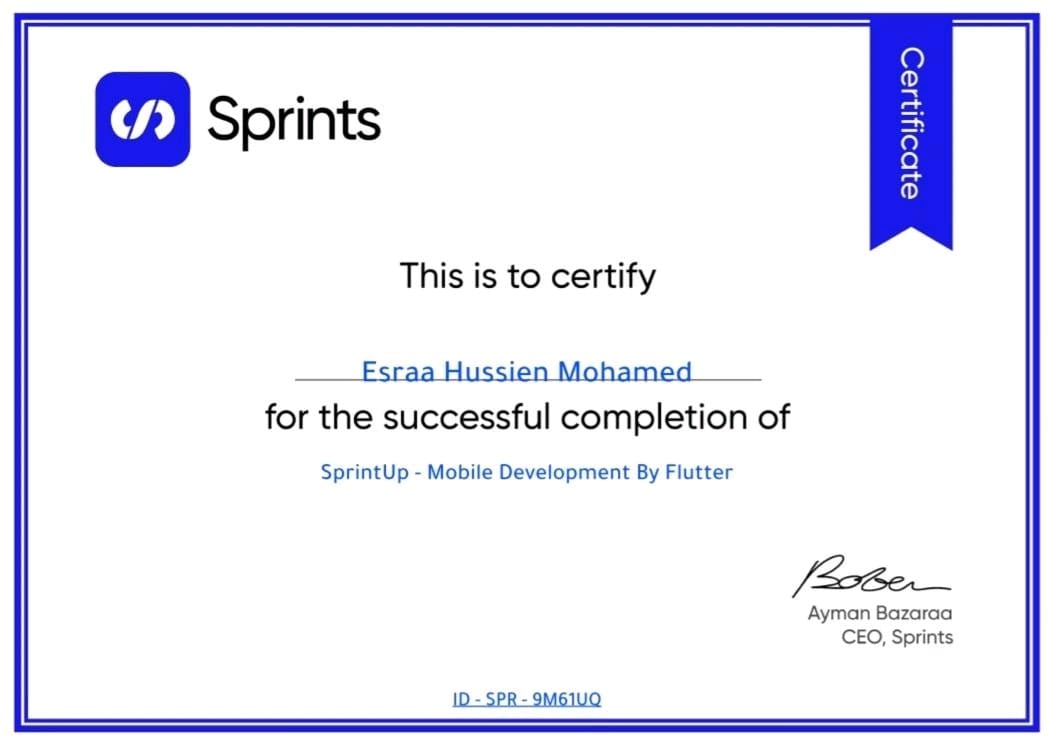 Sprints
Certificate
This is to certify
Esraa Hussien Mohamed
for the successful completion of
SprintUp - Mobile Development By Flutter
Ayman Bazaraa
CEO, Sprints
ID - SPR - 9M61UQ